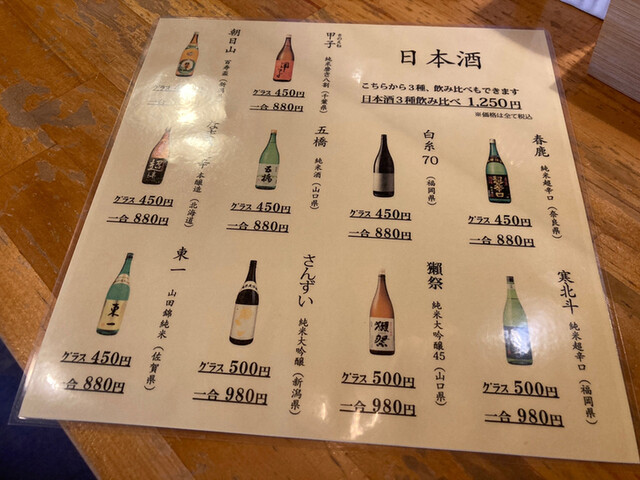 日本酒
こちらから３種、飲み比べもできます
日本酒３種飲み比べ 1,250円
※価格は全て税込
甲子
純米磨き八割（千葉県）
グラス 450円
一合 880円
朝日山
百寿盃
春鹿
純米超辛口（奈良県）
グラス 450円
一合 880円
白糸70
（福岡県）
グラス 450円
一合 880円
五橋
純米酒（山口県）
グラス 450円
一合 880円
本醸造（北海道）
グラス 450円
一合 880円
寒北斗
純米超辛口（福岡県）
グラス 500円
一合 980円
獺祭
純米大吟醸45（山口県）
グラス 500円
一合 980円
さんずい
純米大吟醸（新潟県）
グラス 500円
一合 980円
東一
山田錦純米（佐賀県）
グラス 450円
一合 880円